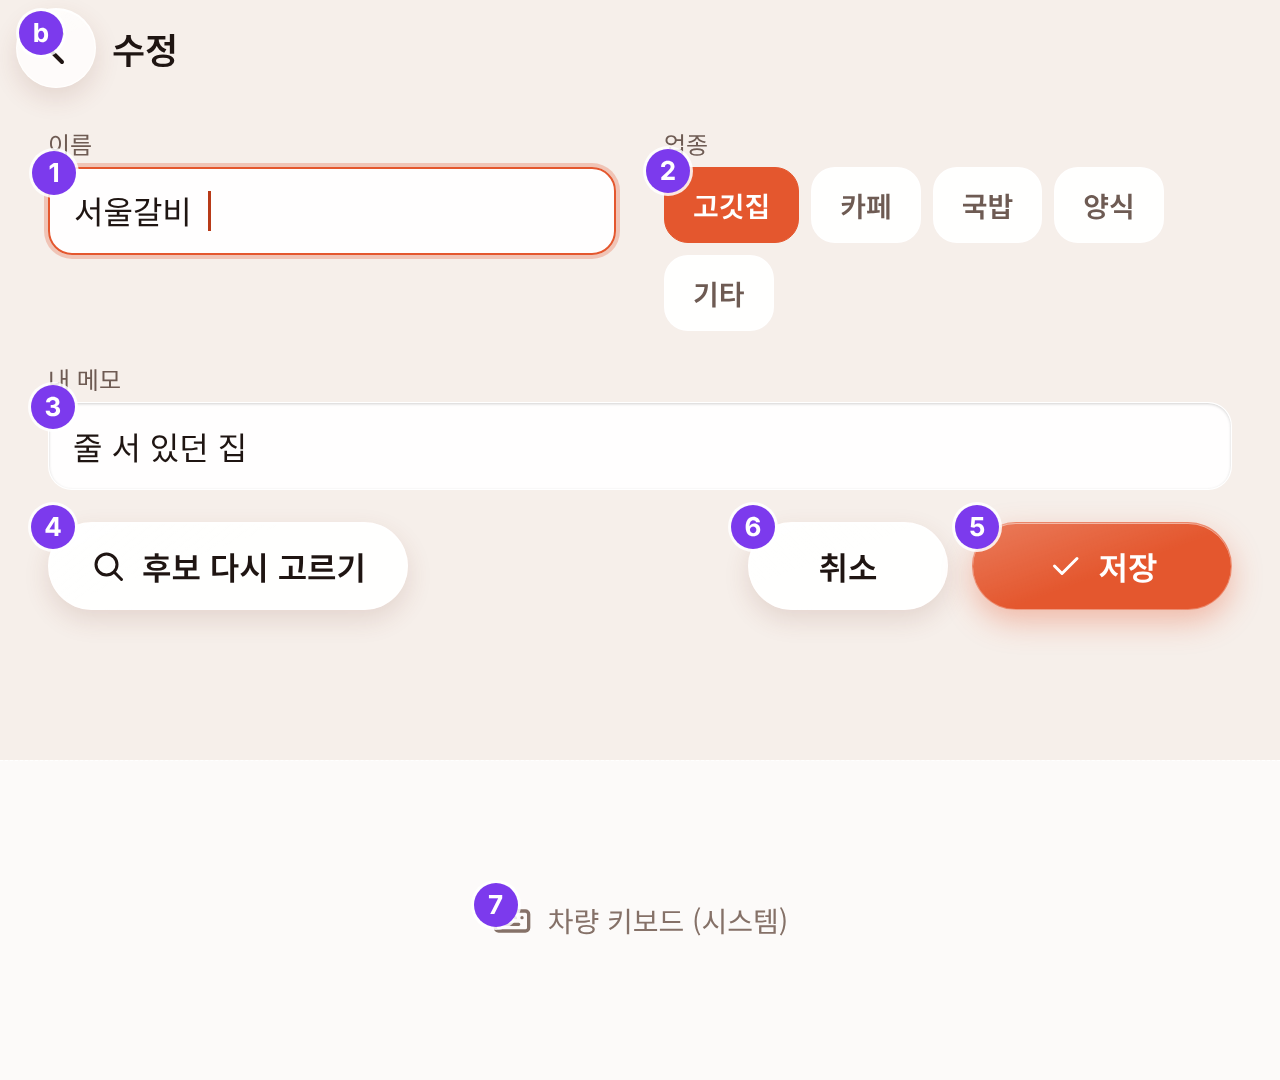 b
수정
이름
업종
1
서울갈비
2
고깃집
카페
국밥
양식
기타
내 메모
3
줄 서 있던 집
4
후보 다시 고르기
6
취소
5
저장
7
차량 키보드 (시스템)